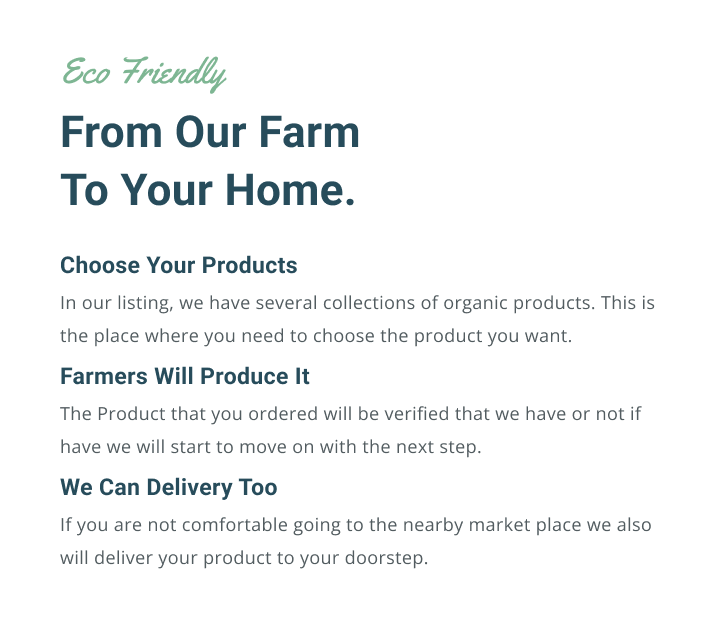 Eco Friendly
From Our Farm
To Your Home.
Choose Your Products
In our listing, we have several collections of organic products. This is
the place where you need to choose the product you want.
Farmers Will Produce It
The Product that you ordered will be verified that we have or not if
have we will start to move on with the next step.
We Can Delivery Too
If you are not comfortable going to the nearby market place we also
will deliver your product to your doorstep.